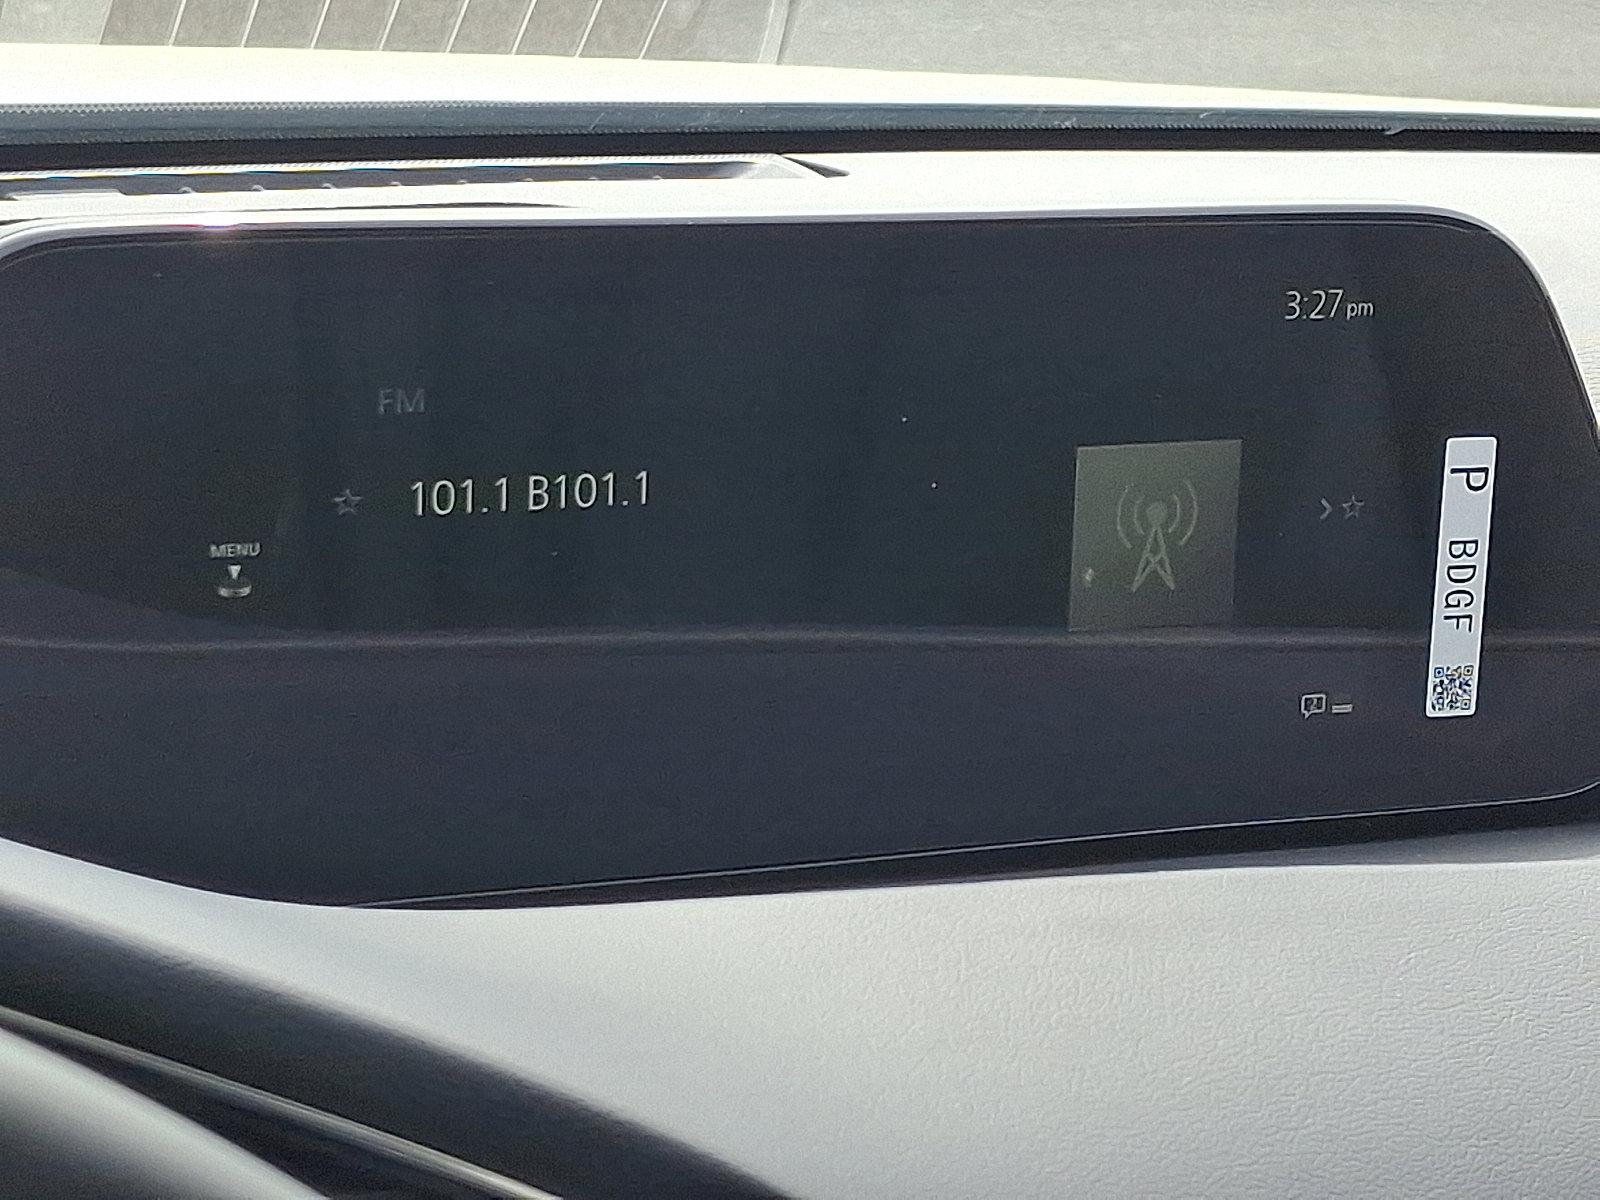 3:27 pm
FM
101.1 B101.1
MENU
P BDGF